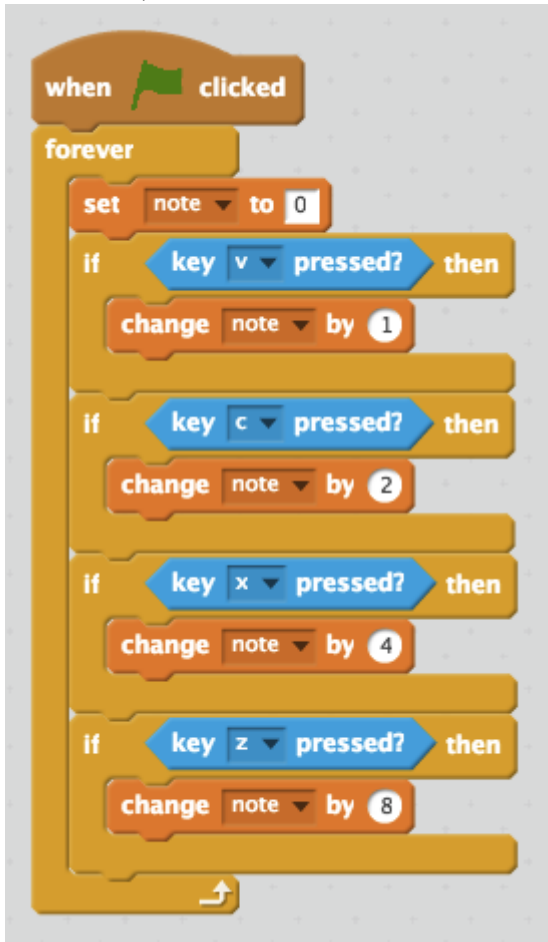 when clicked
forever
set note to 0
if key v pressed? then
change note by 1
if key c pressed? then
change note by 2
if key x pressed? then
change note by 4
if key z pressed? then
change note by 8